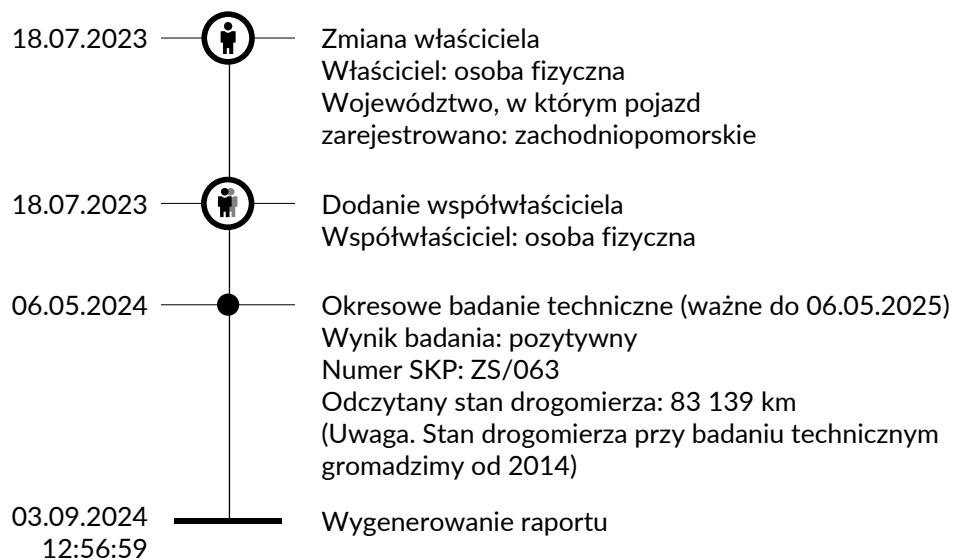 18.07.2023
Zmiana właściciela
Właściciel: osoba fizyczna
Województwo, w którym pojazd
zarejestrowano: zachodniopomorskie
18.07.2023
Dodanie współwłaściciela
Współwłaściciel: osoba fizyczna
06.05.2024
Okresowe badanie techniczne (ważne do 06.05.2025)
Wynik badania: pozytywny
Numer SKP: ZS/063
Odczytany stan drogomierza: 83 139 km
(Uwaga. Stan drogomierza przy badaniu technicznym
gromadzimy od 2014)
03.09.2024
12:56:59
Wygenerowanie raportu